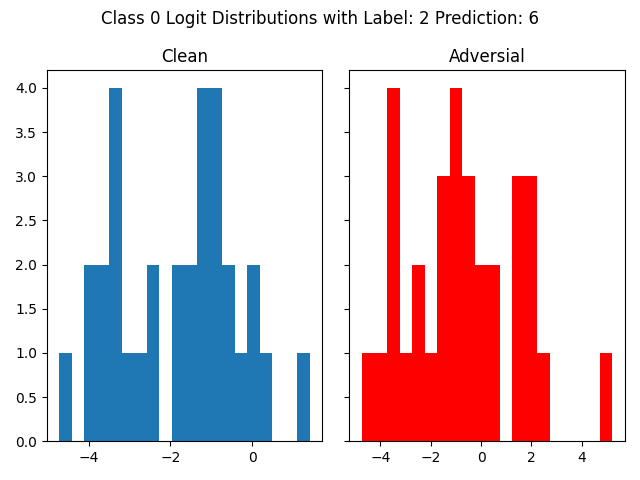 Class 0 Logit Distributions with Label: 2 Prediction: 6
Clean
Adversial
4.0
3.5
3.0
2.5
2.0
1.5
1.0
0.5
0.0
−4 −2 0
−4 −2 0 2 4